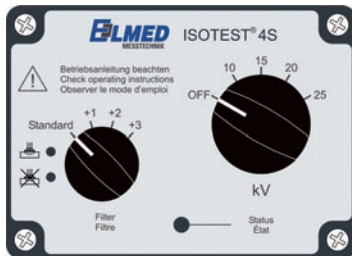 ELMED ISOTEST® 4S
MESSTECHNIK
Betriebsanleitung beachten
Check operating instructions
Observer le mode d'emploi
OFF 10 15 20 25
kV
Standard +1 +2 +3
Filter
Filtre
Status
État